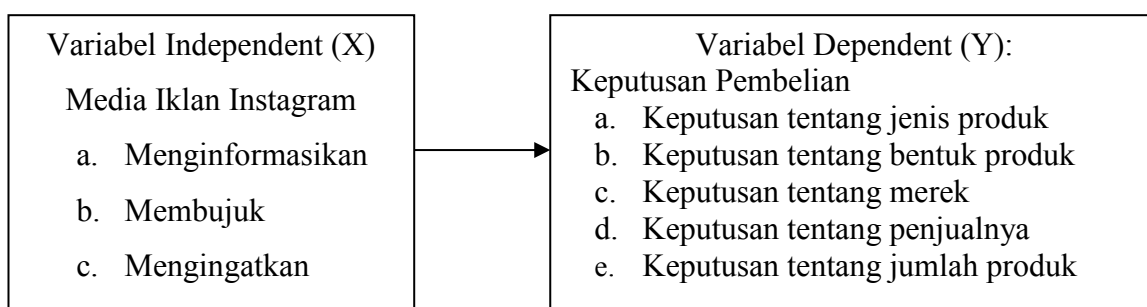 Variabel Independent (X)
Media Iklan Instagram
a. Menginformasikan
b. Membujuk
c. Mengingatkan
Variabel Dependent (Y):
Keputusan Pembelian
a. Keputusan tentang jenis produk
b. Keputusan tentang bentuk produk
c. Keputusan tentang merek
d. Keputusan tentang penjualnya
e. Keputusan tentang jumlah produk